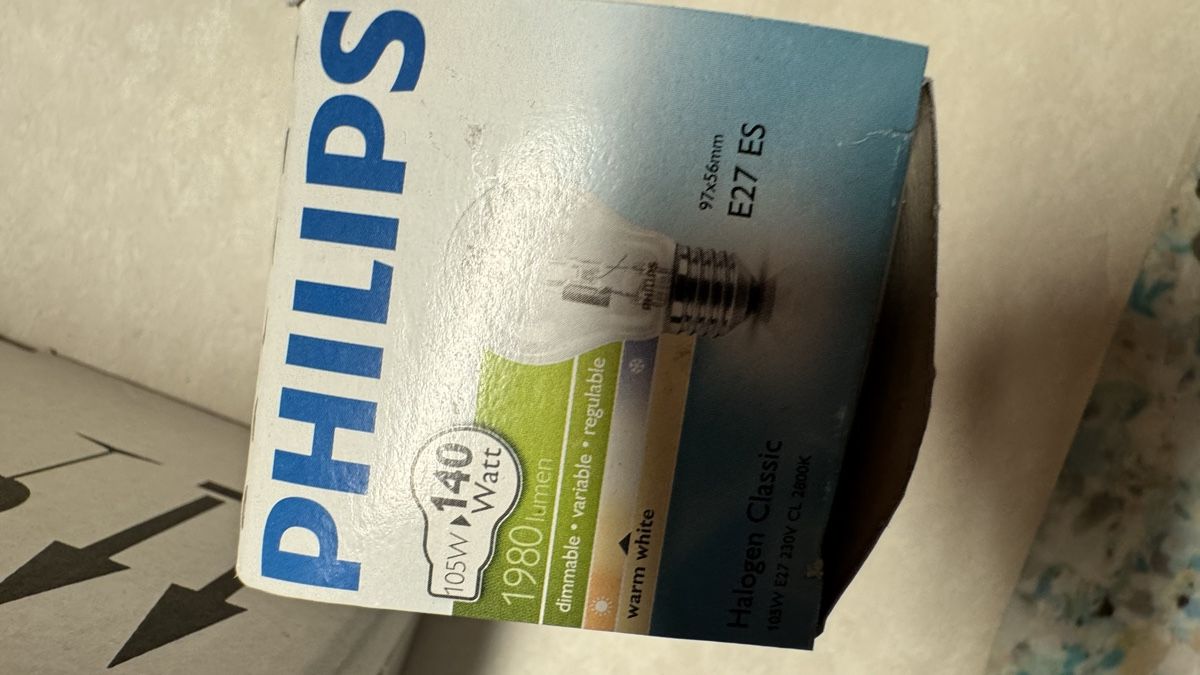 PHILIPS
105W▸140
Watt
1980 lumen
dimmable • variable • regulable
warm white
PHILIPS
97x56mm
E27 ES
Halogen Classic
105W E27 230V CL 2800K